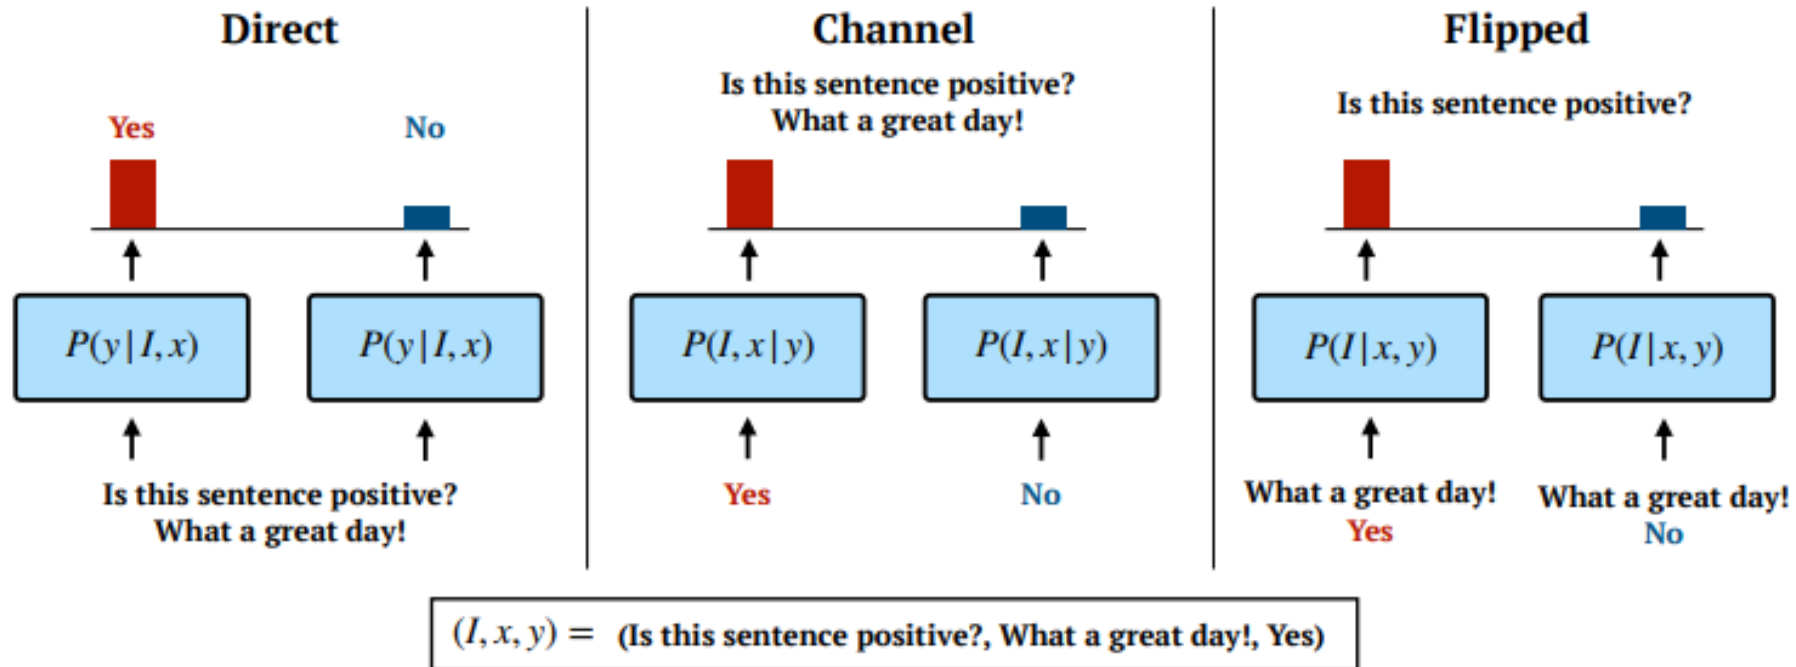 Direct
Yes
No
P(y|I, x)
P(y|I, x)
Is this sentence positive?
What a great day!
Channel
Is this sentence positive?
What a great day!
P(I, x|y)
P(I, x|y)
Yes
No
Flipped
Is this sentence positive?
P(I|x, y)
P(I|x, y)
What a great day!
Yes
What a great day!
No
(I, x, y) = (Is this sentence positive?, What a great day!, Yes)